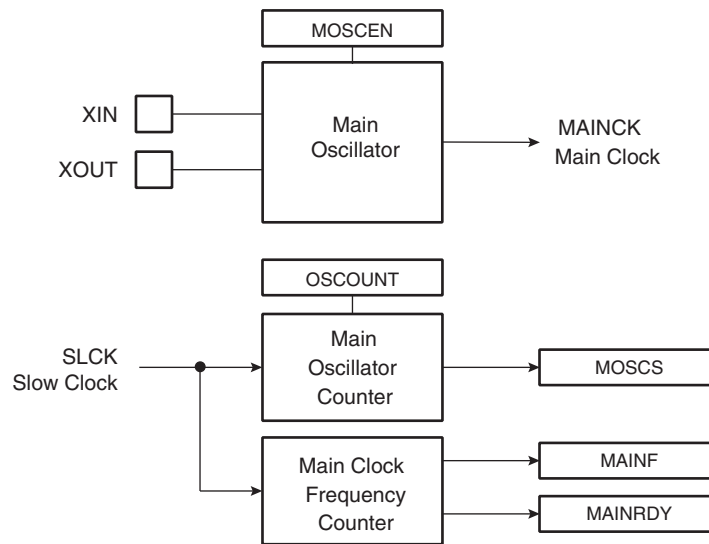 MOSCEN
XIN
XOUT
Main
Oscillator
MAINCK
Main Clock
OSCOUNT
SLCK
Slow Clock
Main
Oscillator
Counter
MOSCS
Main Clock
Frequency
Counter
MAINF
MAINRDY